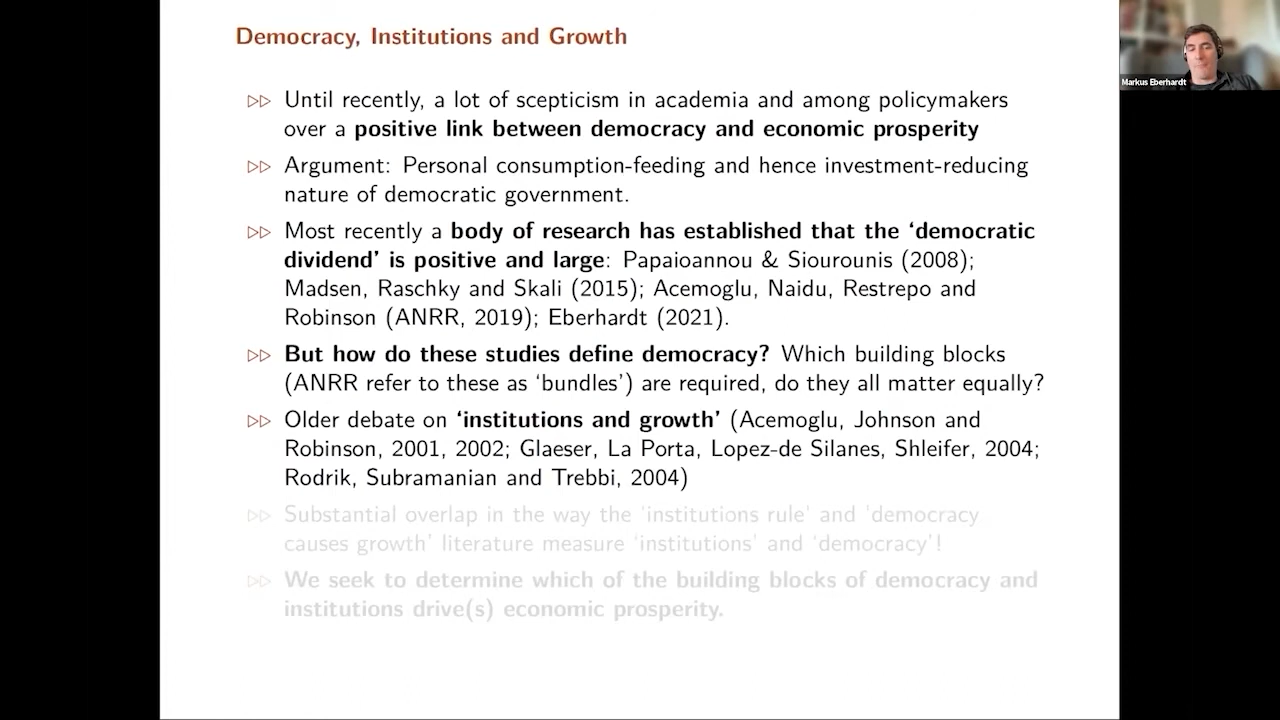 Democracy, Institutions and Growth
▷▷ Until recently, a lot of scepticism in academia and among policymakers
over a positive link between democracy and economic prosperity
▷▷ Argument: Personal consumption-feeding and hence investment-reducing
nature of democratic government.
▷▷ Most recently a body of research has established that the ‘democratic
dividend’ is positive and large: Papaioannou & Siourounis (2008);
Madsen, Raschky and Skali (2015); Acemoglu, Naidu, Restrepo and
Robinson (ANRR, 2019); Eberhardt (2021).
▷▷ But how do these studies define democracy? Which building blocks
(ANRR refer to these as ‘bundles’) are required, do they all matter equally?
▷▷ Older debate on ‘institutions and growth’ (Acemoglu, Johnson and
Robinson, 2001, 2002; Glaeser, La Porta, Lopez-de Silanes, Shleifer, 2004;
Rodrik, Subramanian and Trebbi, 2004)
▷▷ Substantial overlap in the way the ‘institutions rule’ and ’democracy
causes growth’ literature measure ‘institutions’ and ‘democracy’!
▷▷ We seek to determine which of the building blocks of democracy and
institutions drive(s) economic prosperity.
Markus Eberhardt